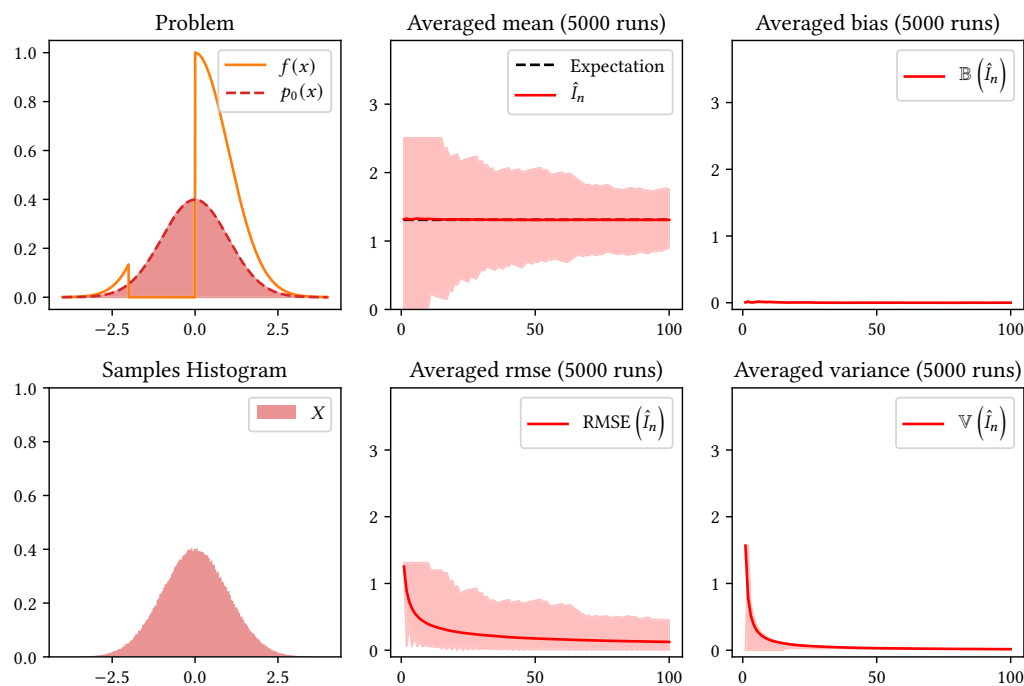 Problem
1.0
0.8
0.6
0.4
0.2
0.0
−2.5 0.0 2.5
f(x)
p₀(x)
Averaged mean (5000 runs)
3
2
1
0
0 50 100
Expectation
Îₙ
Averaged bias (5000 runs)
3
2
1
0
0 50 100
𝔹 (Îₙ)
Samples Histogram
1.0
0.8
0.6
0.4
0.2
0.0
−2.5 0.0 2.5
X
Averaged rmse (5000 runs)
3
2
1
0
0 50 100
RMSE (Îₙ)
Averaged variance (5000 runs)
3
2
1
0
0 50 100
𝕍 (Îₙ)